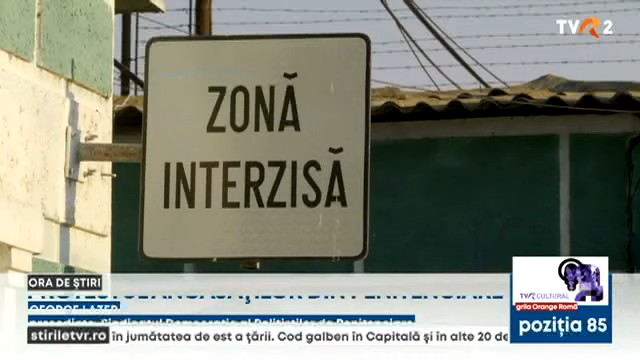 TVR2
ZONĂ
INTERZISĂ
ORA DE ȘTIRI
TVR CULTURAL
grila Orange Româ
poziția 85
stiriletvr.ro în jumătatea de est a țării. Cod galben în Capitală și în alte 20 de